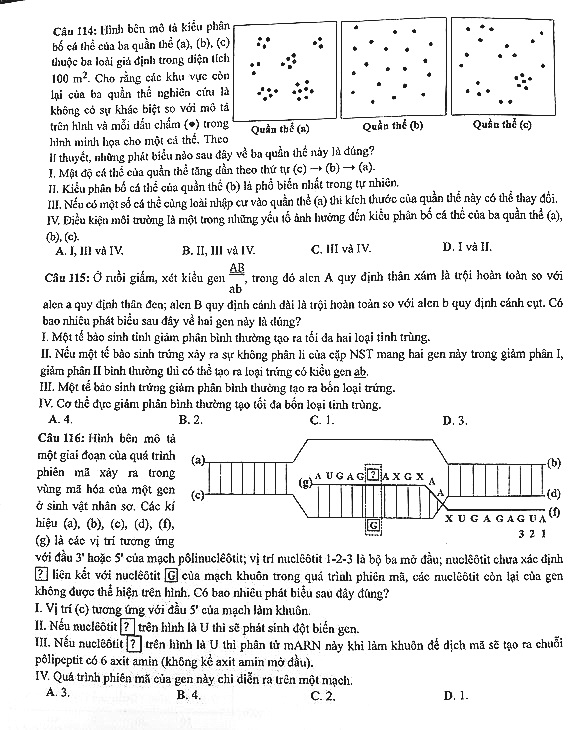 Câu 114: Hình bên mô tả kiểu phân
bố cá thể của ba quần thể (a), (b), (c)
thuộc ba loài giả định trong diện tích
100 m². Cho rằng các khu vực còn
lại của ba quần thể nghiên cứu là
không có sự khác biệt so với mô tả
trên hình và mỗi dấu chấm (•) trong
hình minh họa cho một cá thể. Theo
Quần thể (a) Quần thể (b) Quần thể (c)
lí thuyết, những phát biểu nào sau đây về ba quần thể này là đúng?
I. Mật độ cá thể của quần thể tăng dần theo thứ tự (c) → (b) → (a).
II. Kiểu phân bố cá thể của quần thể (b) là phổ biến nhất trong tự nhiên.
III. Nếu có một số cá thể cùng loài nhập cư vào quần thể (a) thì kích thước của quần thể này có thể thay đổi.
IV. Điều kiện môi trường là một trong những yếu tố ảnh hưởng đến kiểu phân bố cá thể của ba quần thể (a),
(b), (c).
A. I, III và IV. B. II, III và IV. C. III và IV. D. I và II.
Câu 115: Ở ruồi giấm, xét kiểu gen AB/ab, trong đó alen A quy định thân xám là trội hoàn toàn so với
alen a quy định thân đen; alen B quy định cánh dài là trội hoàn toàn so với alen b quy định cánh cụt. Có
bao nhiêu phát biểu sau đây về hai gen này là đúng?
I. Một tế bào sinh tinh giảm phân bình thường tạo ra tối đa hai loại tinh trùng.
II. Nếu một tế bào sinh trứng xảy ra sự không phân li của cặp NST mang hai gen này trong giảm phân I,
giảm phân II bình thường thì có thể tạo ra loại trứng có kiểu gen ab.
III. Một tế bào sinh trứng giảm phân bình thường tạo ra bốn loại trứng.
IV. Cơ thể đực giảm phân bình thường tạo tối đa bốn loại tinh trùng.
A. 4. B. 2. C. 1. D. 3.
Câu 116: Hình bên mô tả
một giai đoạn của quá trình
phiên mã xảy ra trong
vùng mã hóa của một gen
ở sinh vật nhân sơ. Các kí
hiệu (a), (b), (c), (d), (f),
(g) là các vị trí tương ứng
(a) (b)
(g) A U G A G ? A X G X A
(c) A (d)
(f)
X U G A G A G U A
G 3 2 1
với đầu 3' hoặc 5' của mạch pôlinuclêôtit; vị trí nuclêôtit 1-2-3 là bộ ba mở đầu; nuclêôtit chưa xác định
? liên kết với nuclêôtit G của mạch khuôn trong quá trình phiên mã, các nuclêôtit còn lại của gen
không được thể hiện trên hình. Có bao nhiêu phát biểu sau đây đúng?
I. Vị trí (c) tương ứng với đầu 5' của mạch làm khuôn.
II. Nếu nuclêôtit ? trên hình là U thì sẽ phát sinh đột biến gen.
III. Nếu nuclêôtit ? trên hình là U thì phân tử mARN này khi làm khuôn để dịch mã sẽ tạo ra chuỗi
pôlipeptit có 6 axit amin (không kể axit amin mở đầu).
IV. Quá trình phiên mã của gen này chỉ diễn ra trên một mạch.
A. 3. B. 4. C. 2. D. 1.